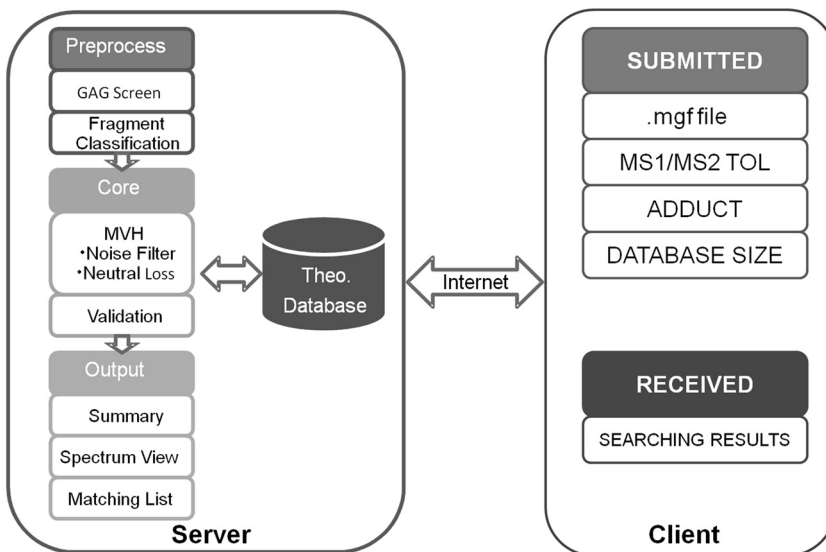 Preprocess
GAG Screen
Fragment
Classification
Core
MVH
•Noise Filter
•Neutral Loss
Validation
Output
Summary
Spectrum View
Matching List
Theo.
Database
Server
Internet
SUBMITTED
.mgf file
MS1/MS2 TOL
ADDUCT
DATABASE SIZE
RECEIVED
SEARCHING RESULTS
Client